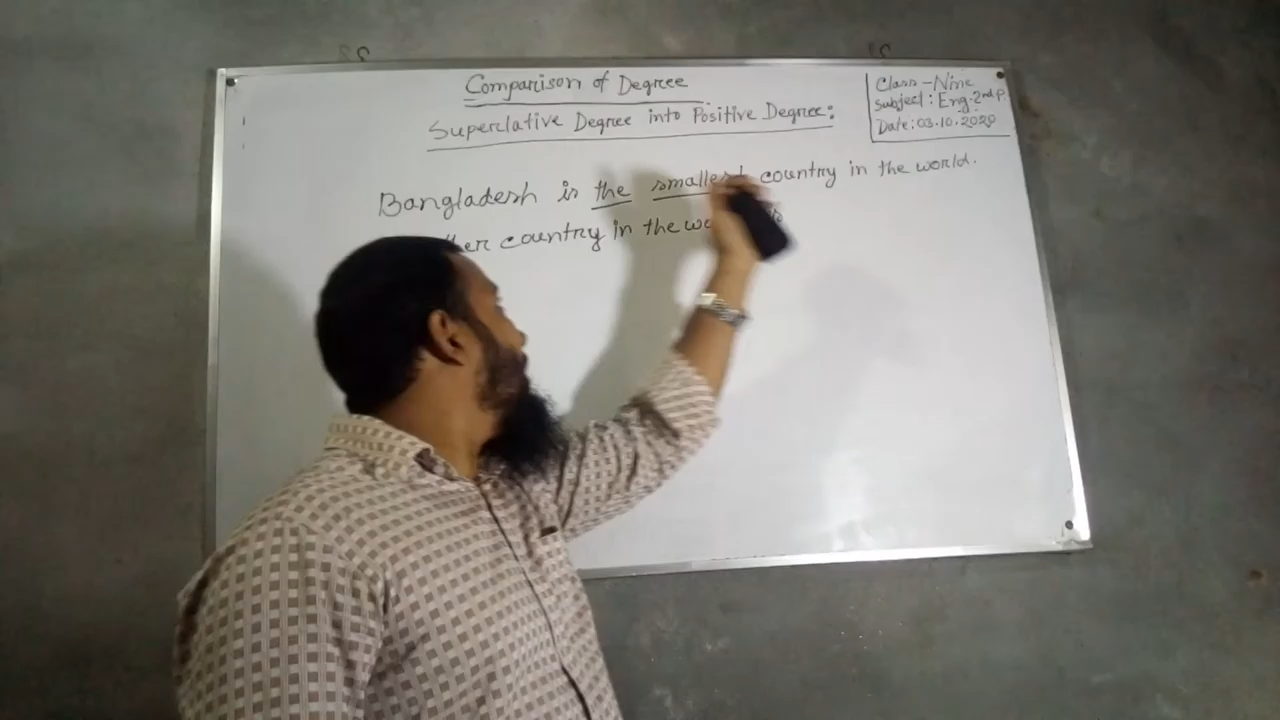 Comparison of Degree
Superlative Degree into Positive Degree:
Class-Nine
Subject: Eng. 2nd P.
Date: 03.10.2020
Bangladesh is the smallest country in the world.
country in the